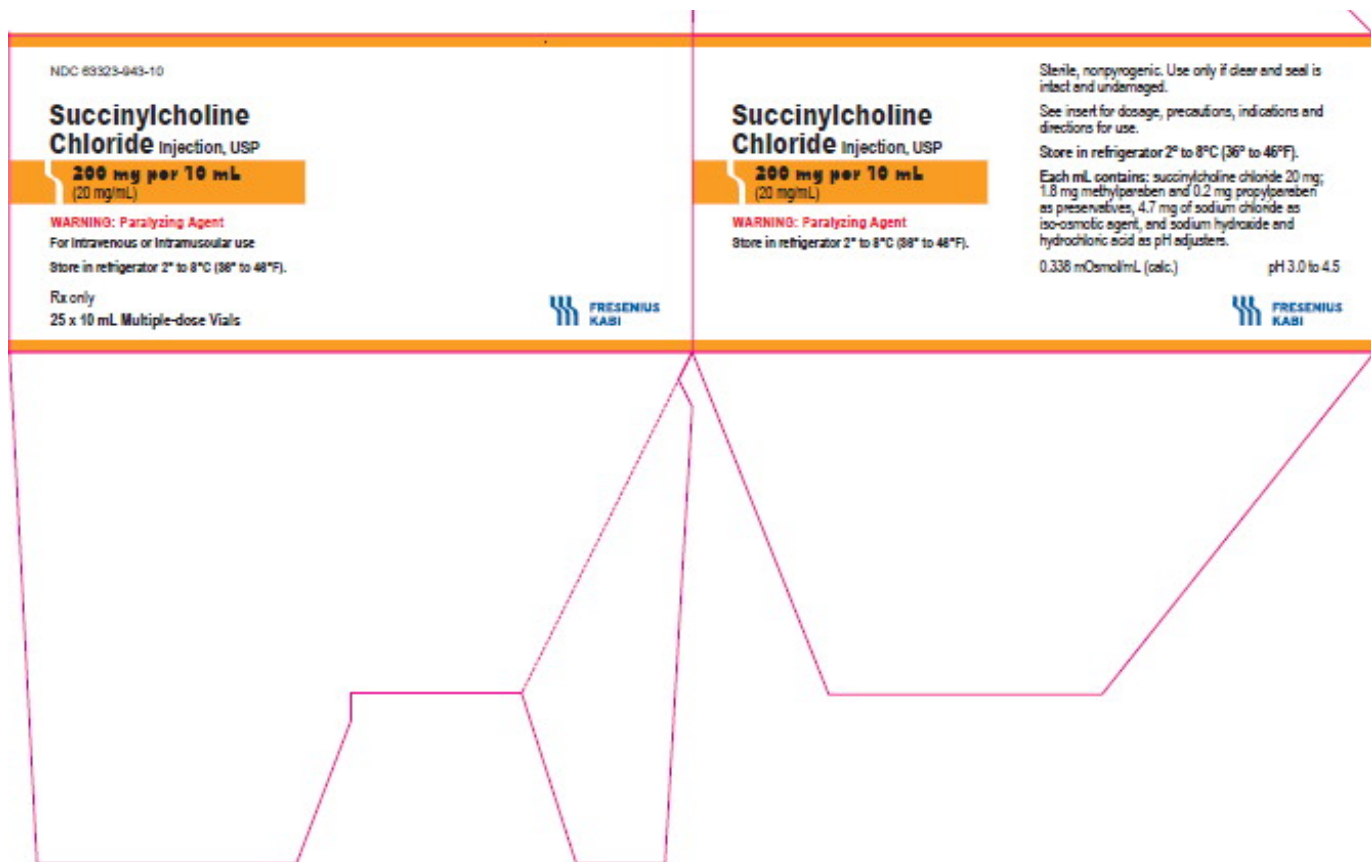 NDC 63323-943-10
Succinylcholine
Chloride Injection, USP
200 mg per 10 mL
(20 mg/mL)
WARNING: Paralyzing Agent
For Intravenous or Intramuscular use
Store in refrigerator 2° to 8°C (36° to 46°F).
Rx only
25 x 10 mL Multiple-dose Vials
FRESENIUS
KABI
Succinylcholine
Chloride Injection, USP
200 mg per 10 mL
(20 mg/mL)
WARNING: Paralyzing Agent
Store in refrigerator 2° to 8°C (36° to 46°F).
Sterile, nonpyrogenic. Use only if clear and seal is
intact and undamaged.
See insert for dosage, precautions, indications and
directions for use.
Store in refrigerator 2° to 8°C (36° to 46°F).
Each mL contains: succinylcholine chloride 20 mg;
1.8 mg methylparaben and 0.2 mg propylparaben
as preservatives, 4.7 mg of sodium chloride as
iso-osmotic agent, and sodium hydroxide and
hydrochloric acid as pH adjusters.
0.338 mOsmol/mL (calc.) pH 3.0 to 4.5
FRESENIUS
KABI